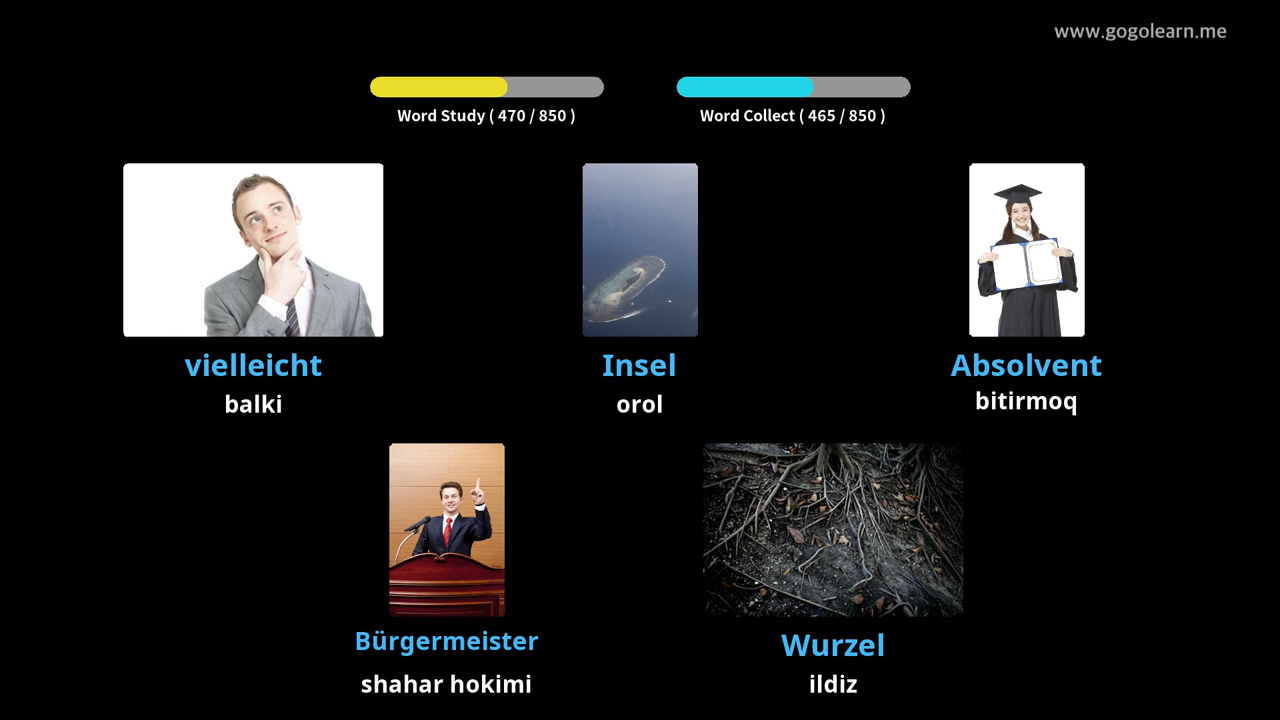 www.gogolearn.me
Word Study ( 470 / 850 )
Word Collect ( 465 / 850 )
vielleicht
balki
Insel
orol
Absolvent
bitirmoq
Bürgermeister
shahar hokimi
Wurzel
ildiz